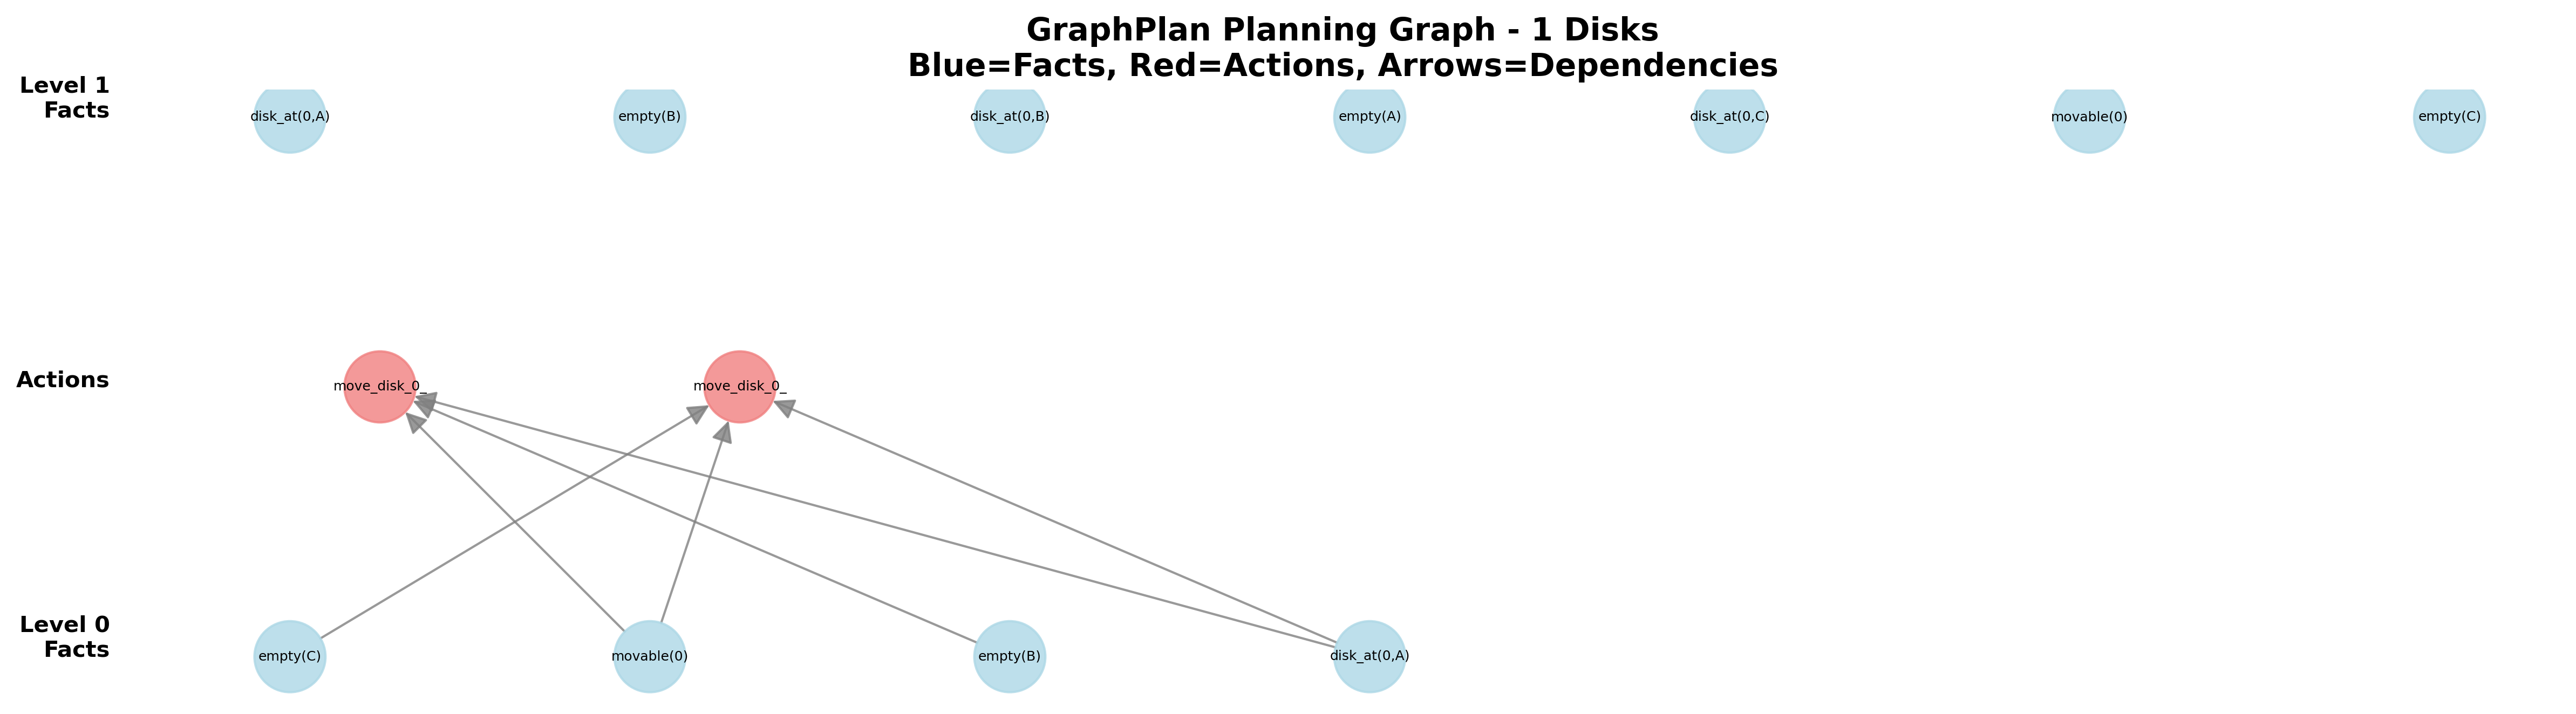 GraphPlan Planning Graph - 1 Disks
Blue=Facts, Red=Actions, Arrows=Dependencies
Level 1
Facts
disk_at(0,A)
empty(B)
disk_at(0,B)
empty(A)
disk_at(0,C)
movable(0)
empty(C)
Actions
move_disk_0_
move_disk_0_
Level 0
Facts
empty(C)
movable(0)
empty(B)
disk_at(0,A)